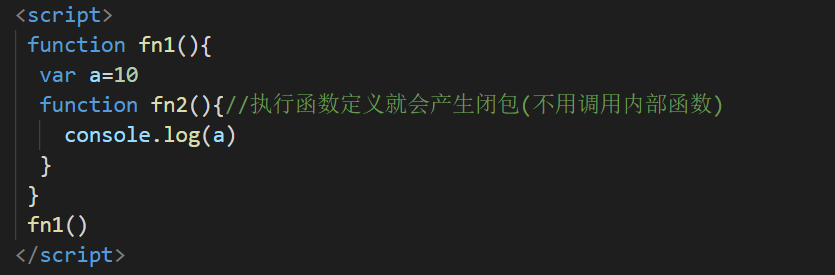 <script>
function fn1(){
var a=10
function fn2(){//执行函数定义就会产生闭包(不用调用内部函数)
console.log(a)
}
}
fn1()
</script>